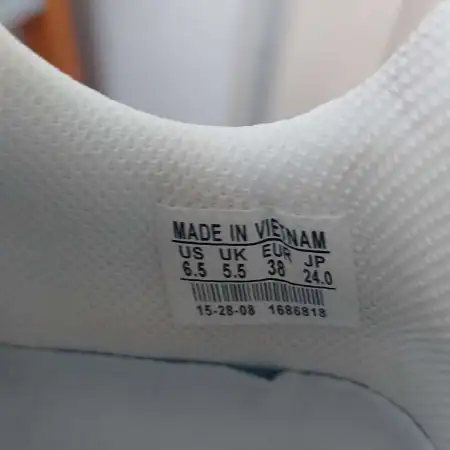 MADE IN VIETNAM
US UK EUR JP
6.5 5.5 38 24.0
15-28-08 1686818